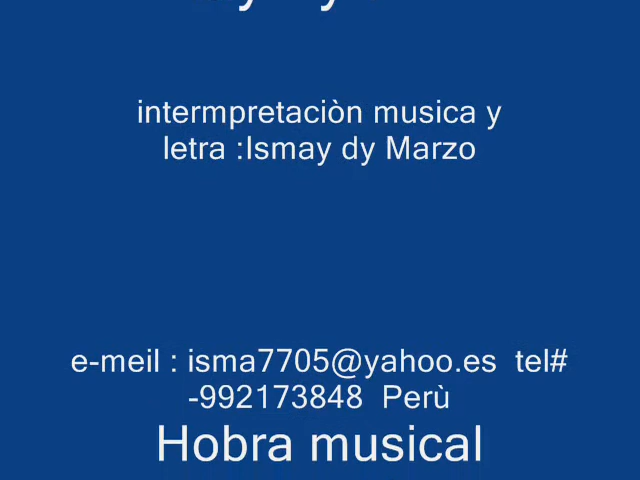 intermpretaciòn musica y
letra :Ismay dy Marzo
e-meil : isma7705@yahoo.es  tel#
-992173848  Perù
Hobra musical